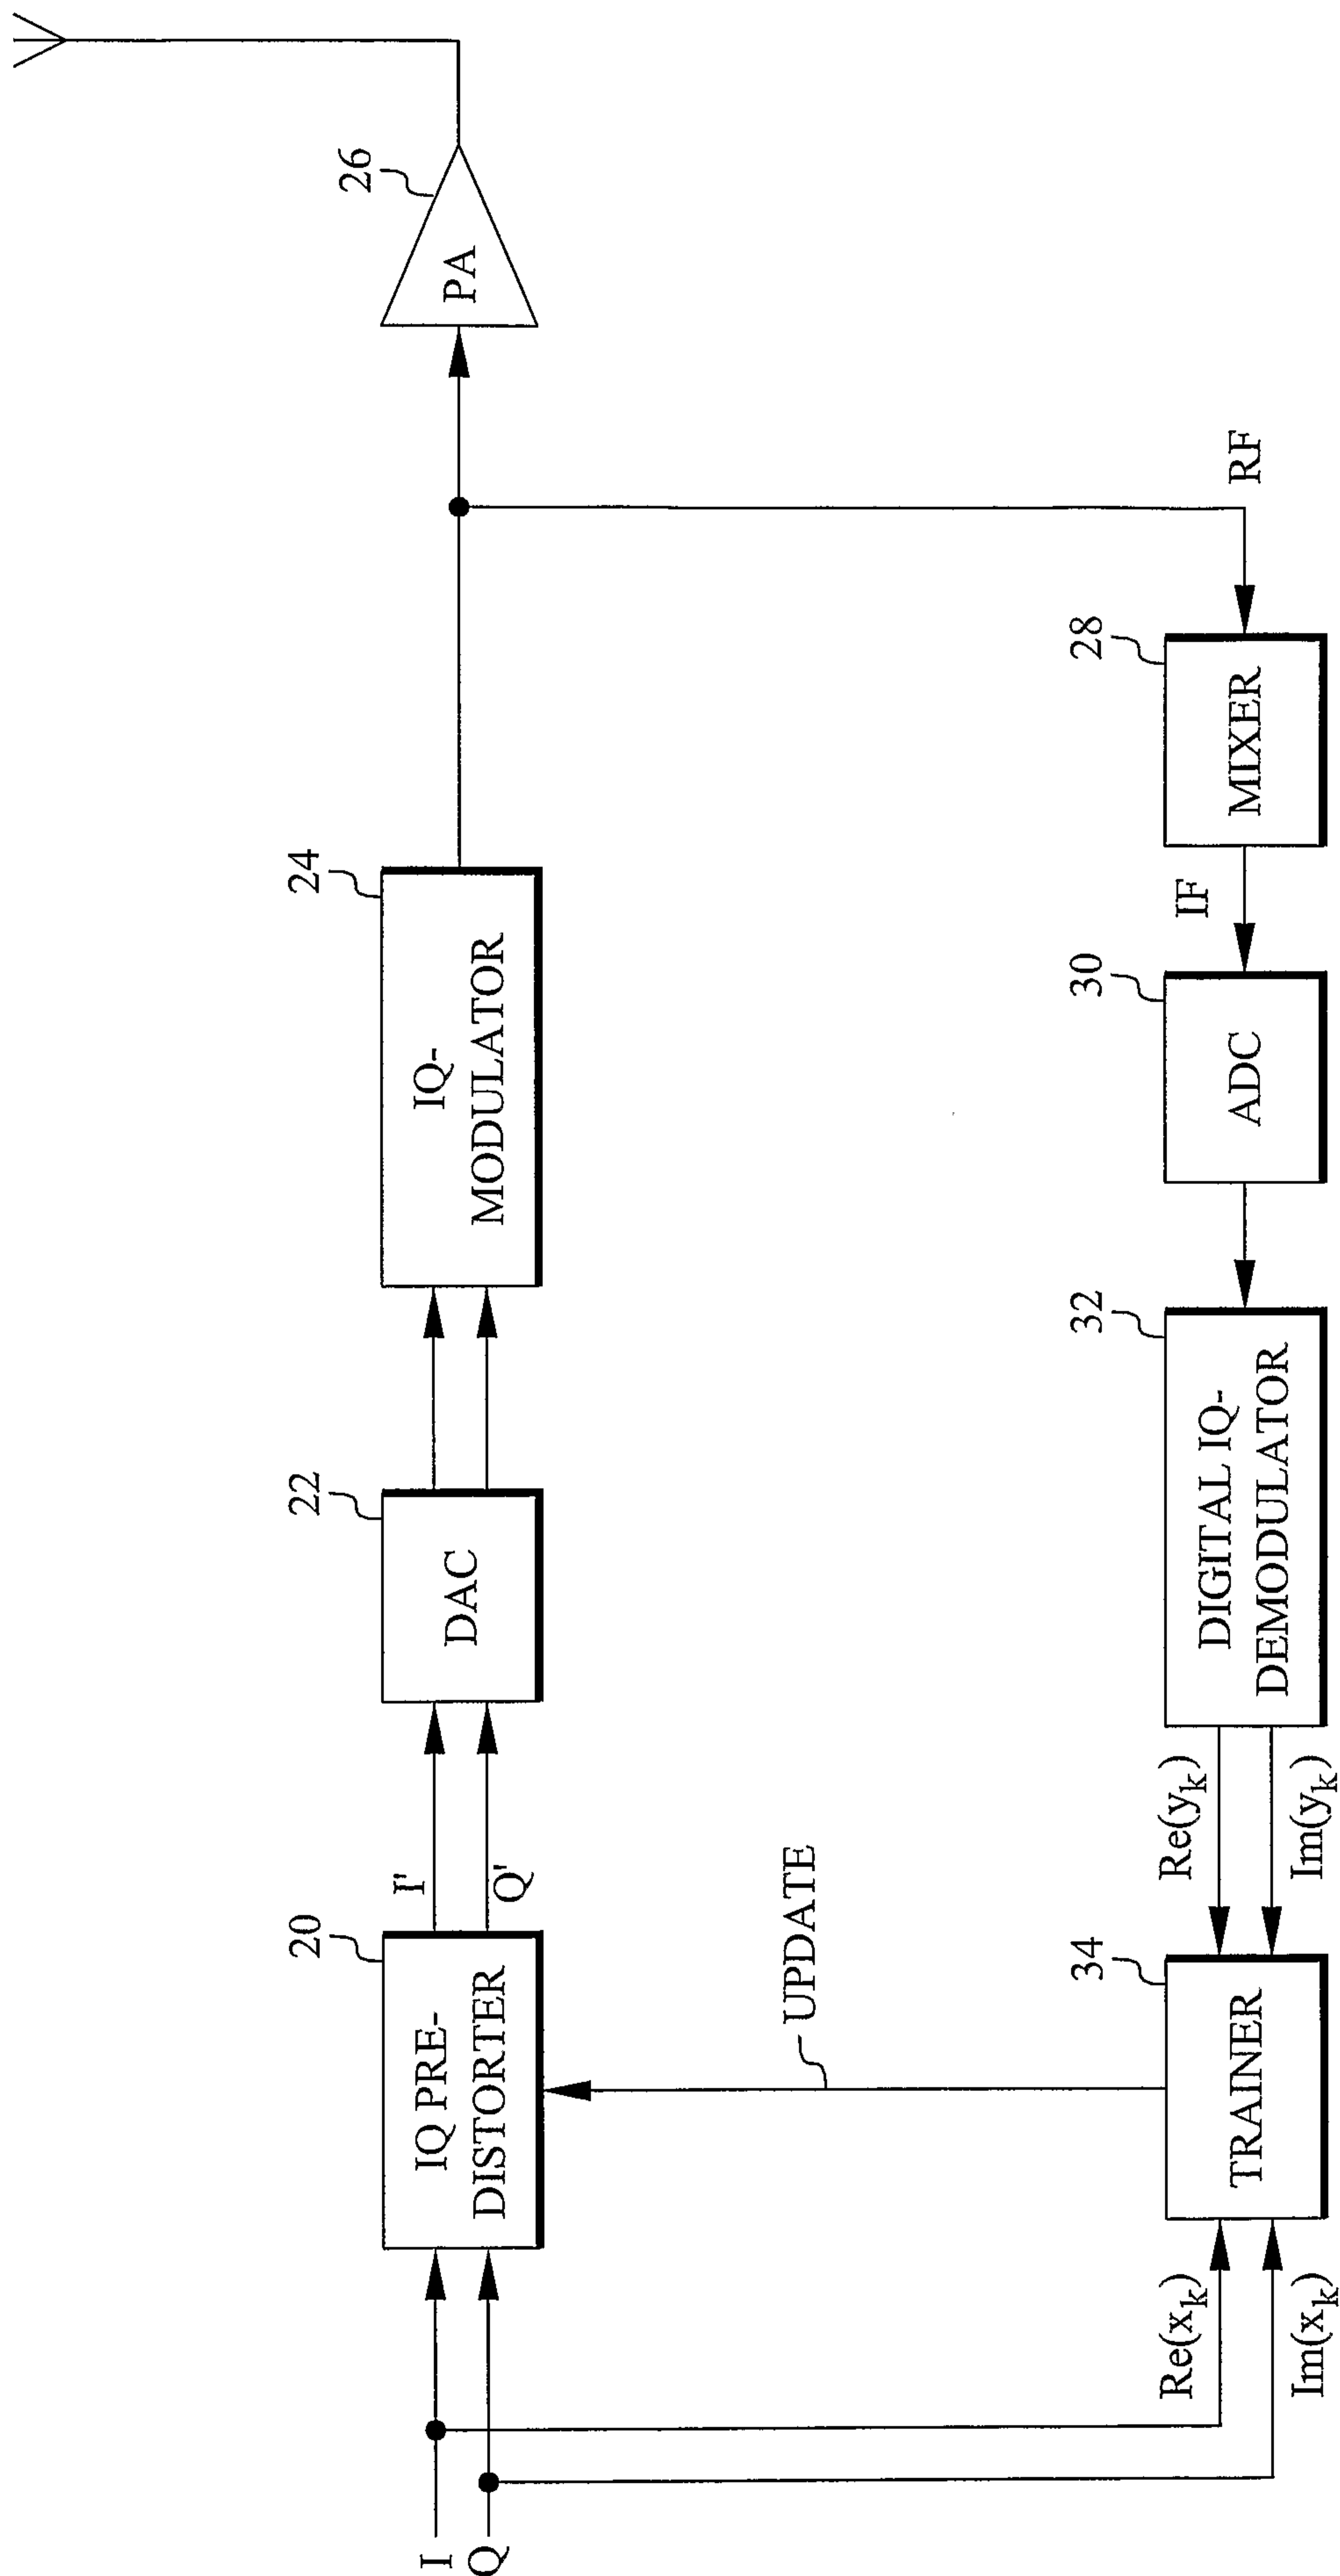 I
Q
20
IQ PRE-
DISTORTER
I'
Q'
22
DAC
24
IQ-
MODULATOR
26
PA
UPDATE
Re(xk)
Im(xk)
34
TRAINER
Re(yk)
Im(yk)
32
DIGITAL IQ-
DEMODULATOR
30
ADC
IF
28
MIXER
RF